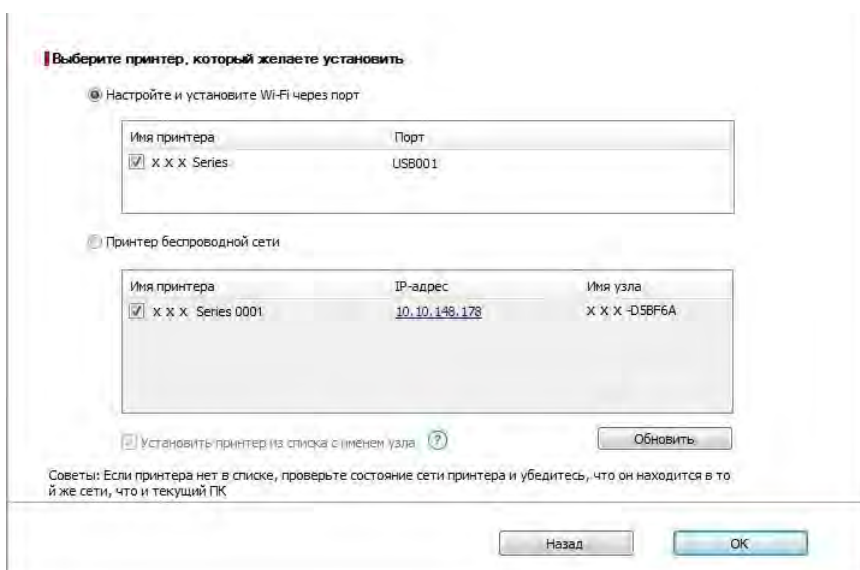 Выберите принтер, который желаете установить
Настройте и установите Wi-Fi через порт
Имя принтера Порт
X X X Series USB001
Принтер беспроводной сети
Имя принтера IP-адрес Имя узла
X X X Series 0001 10.10.148.178 X X X -D5BF6A
Установить принтер из списка с именем узла ? Обновить
Советы: Если принтера нет в списке, проверьте состояние сети принтера и убедитесь, что он находится в то
й же сети, что и текущий ПК
Назад OK